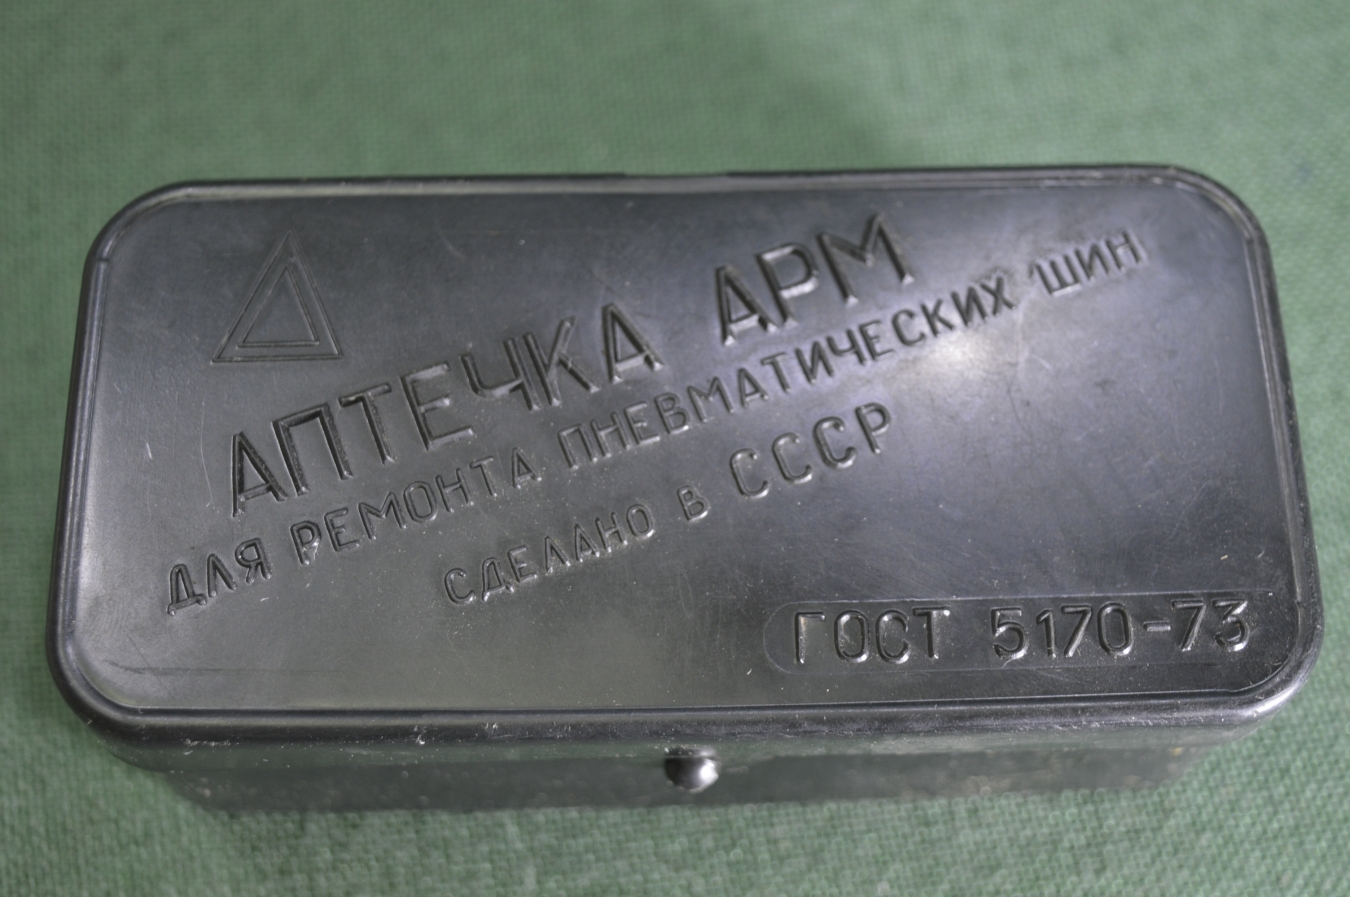 АПТЕЧКА АРМ
ДЛЯ РЕМОНТА ПНЕВМАТИЧЕСКИХ ШИН
СДЕЛАНО В СССР
ГОСТ 5170-73